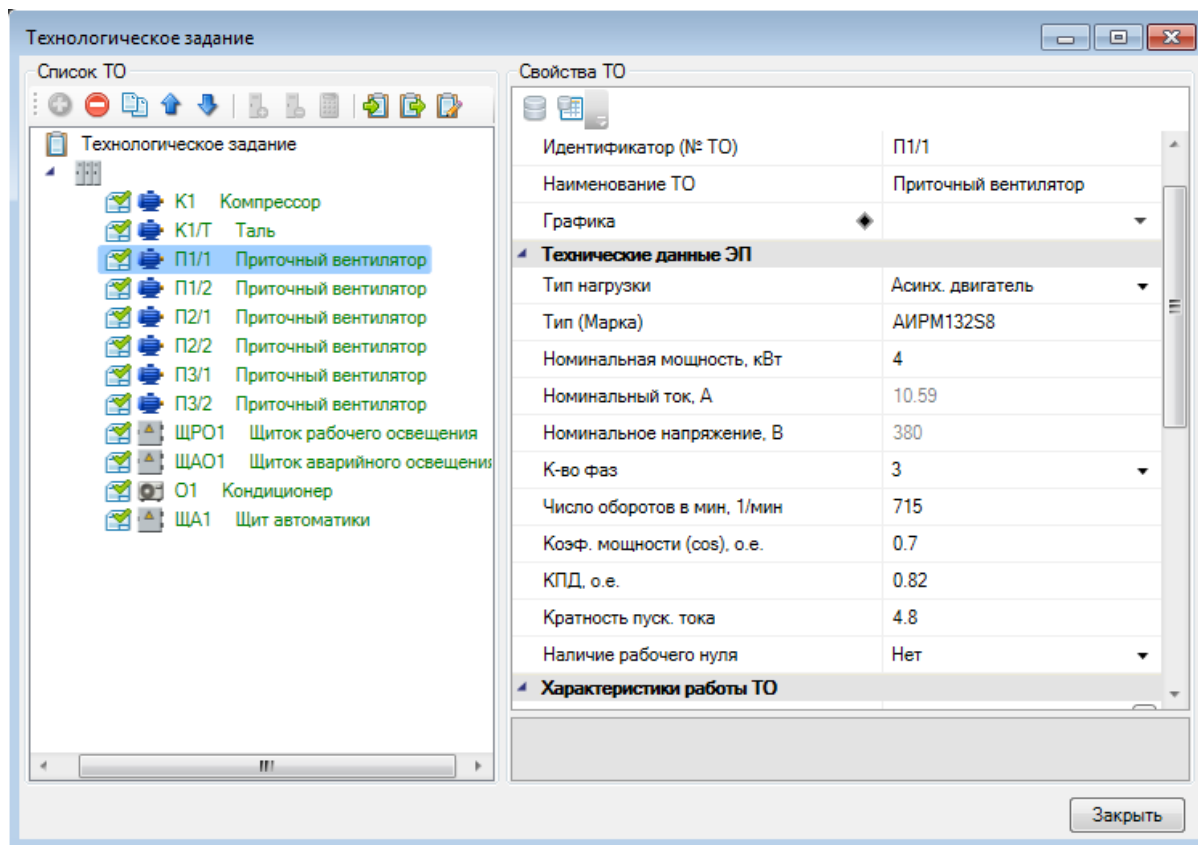 Технологическое задание
Список ТО
Технологическое задание
К1 Компрессор
К1/Т Таль
П1/1 Приточный вентилятор
П1/2 Приточный вентилятор
П2/1 Приточный вентилятор
П2/2 Приточный вентилятор
П3/1 Приточный вентилятор
П3/2 Приточный вентилятор
ЩРО1 Щиток рабочего освещения
ЩАО1 Щиток аварийного освещения
О1 Кондиционер
ЩА1 Щит автоматики
Свойства ТО
Идентификатор (№ ТО) П1/1
Наименование ТО Приточный вентилятор
Графика
Технические данные ЭП
Тип нагрузки Асинх. двигатель
Тип (Марка) АИРМ132S8
Номинальная мощность, кВт 4
Номинальный ток, А 10.59
Номинальное напряжение, В 380
К-во фаз 3
Число оборотов в мин, 1/мин 715
Коэф. мощности (cos), о.е. 0.7
КПД, о.е. 0.82
Кратность пуск. тока 4.8
Наличие рабочего нуля Нет
Характеристики работы ТО
Закрыть